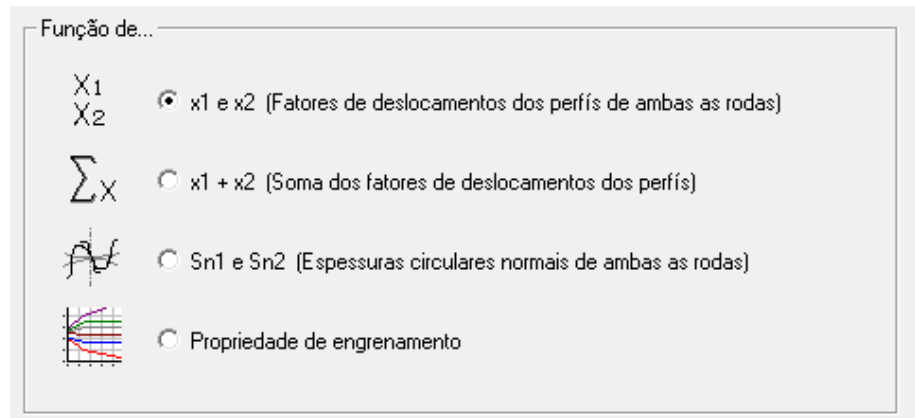 Função de...
X1
X2
x1 e x2 (Fatores de deslocamentos dos perfís de ambas as rodas)
∑x
x1 + x2 (Soma dos fatores de deslocamentos dos perfís)
Sn1 e Sn2 (Espessuras circulares normais de ambas as rodas)
Propriedade de engrenamento